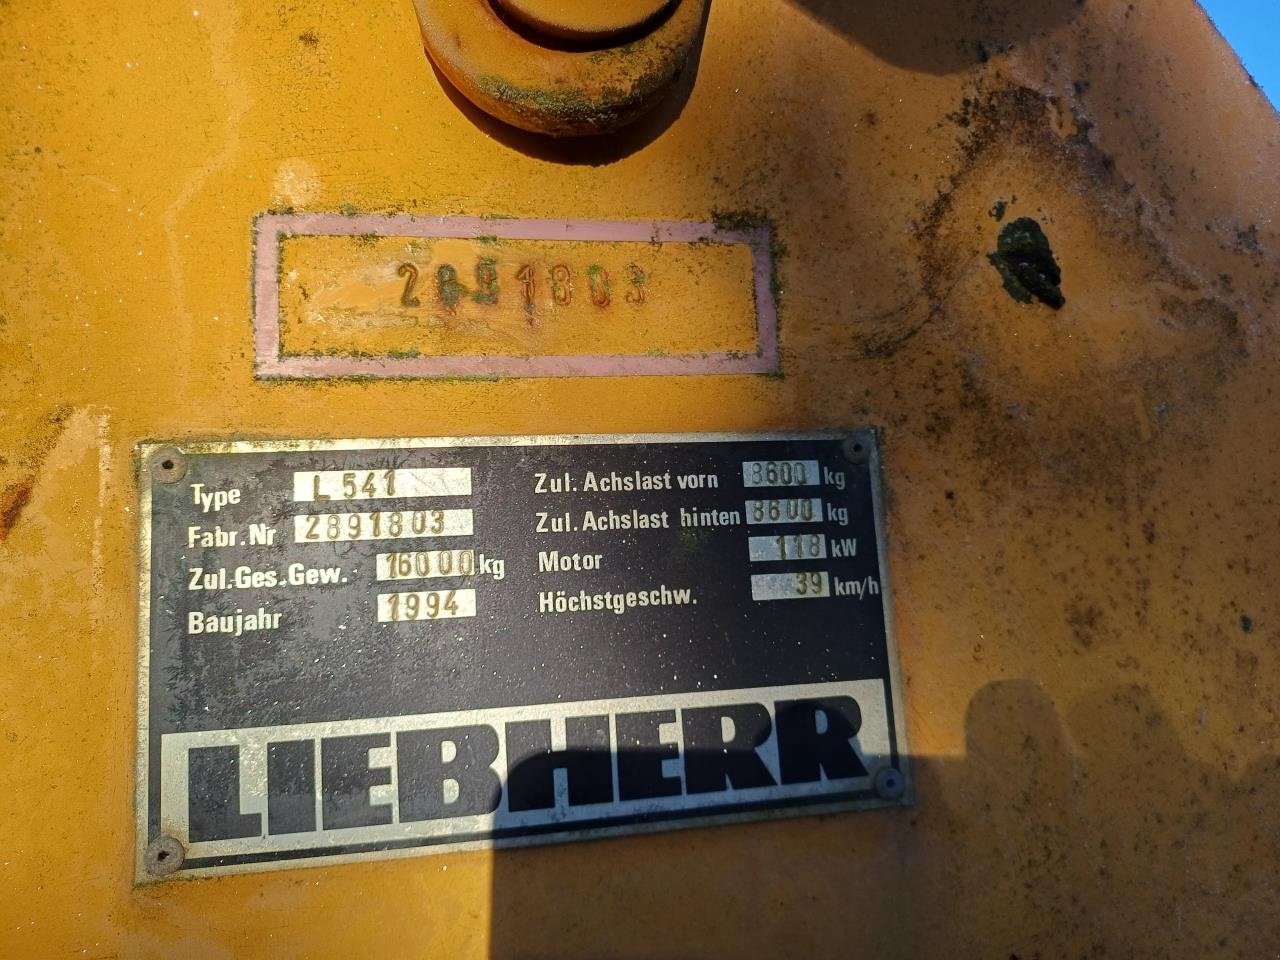 2891803
Type L 541
Fabr.Nr 2891803
Zul.Ges.Gew. 16000 kg
Baujahr 1994
Zul. Achslast vorn 8600 kg
Zul. Achslast hinten 8600 kg
Motor 118 kW
Höchstgeschw. 39 km/h
LIEBHERR